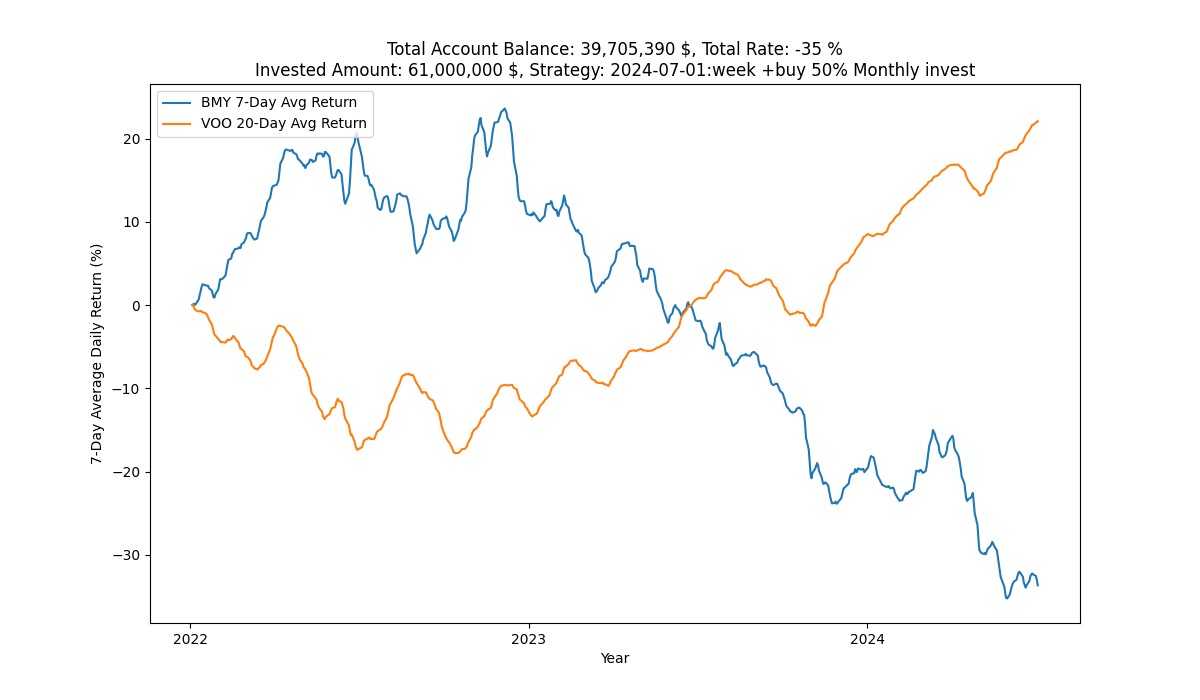 Total Account Balance: 39,705,390 $, Total Rate: -35 %
Invested Amount: 61,000,000 $, Strategy: 2024-07-01:week +buy 50% Monthly invest
BMY 7-Day Avg Return
VOO 20-Day Avg Return
7-Day Average Daily Return (%)
20
10
0
−10
−20
−30
2022
2023
2024
Year